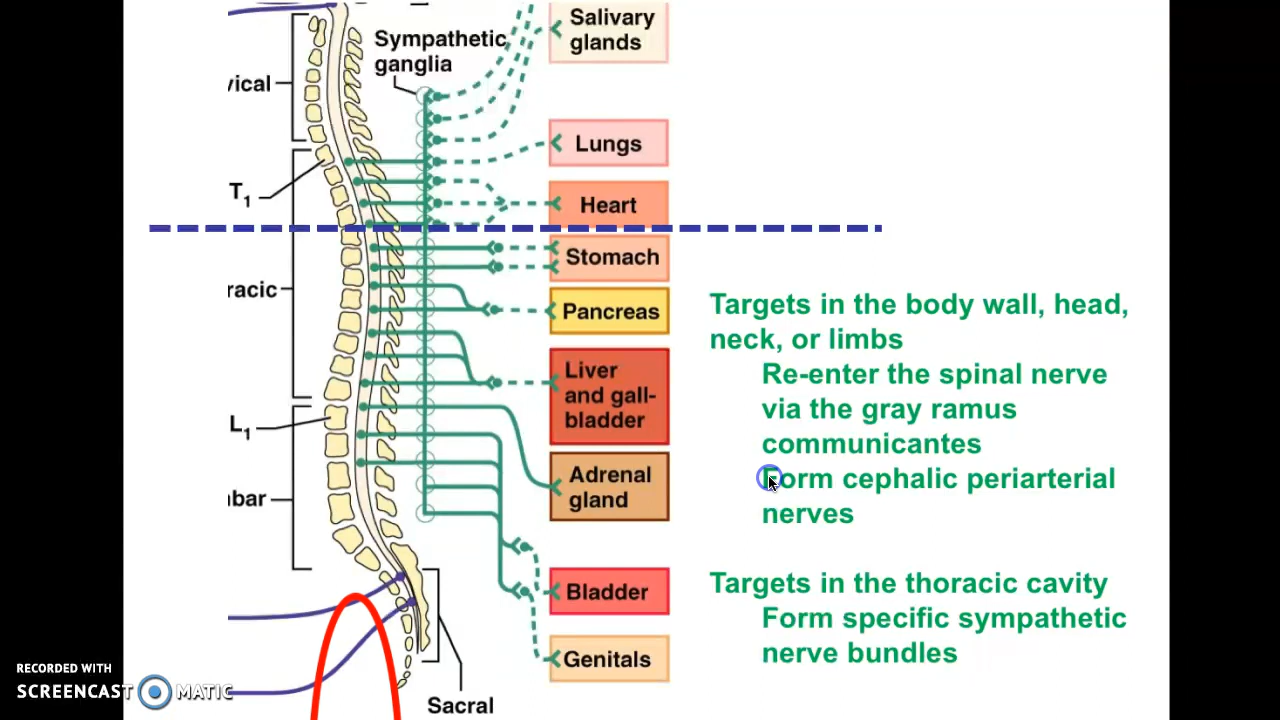 Salivary
glands
Sympathetic
ganglia
vical
Lungs
T1
Heart
Stomach
racic
Pancreas
Liver
and gall-
bladder
L1
Adrenal
gland
bar
Bladder
Genitals
Sacral
Targets in the body wall, head,
neck, or limbs
Re-enter the spinal nerve
via the gray ramus
communicantes
Form cephalic periarterial
nerves
Targets in the thoracic cavity
Form specific sympathetic
nerve bundles
RECORDED WITH
SCREENCAST MATIC